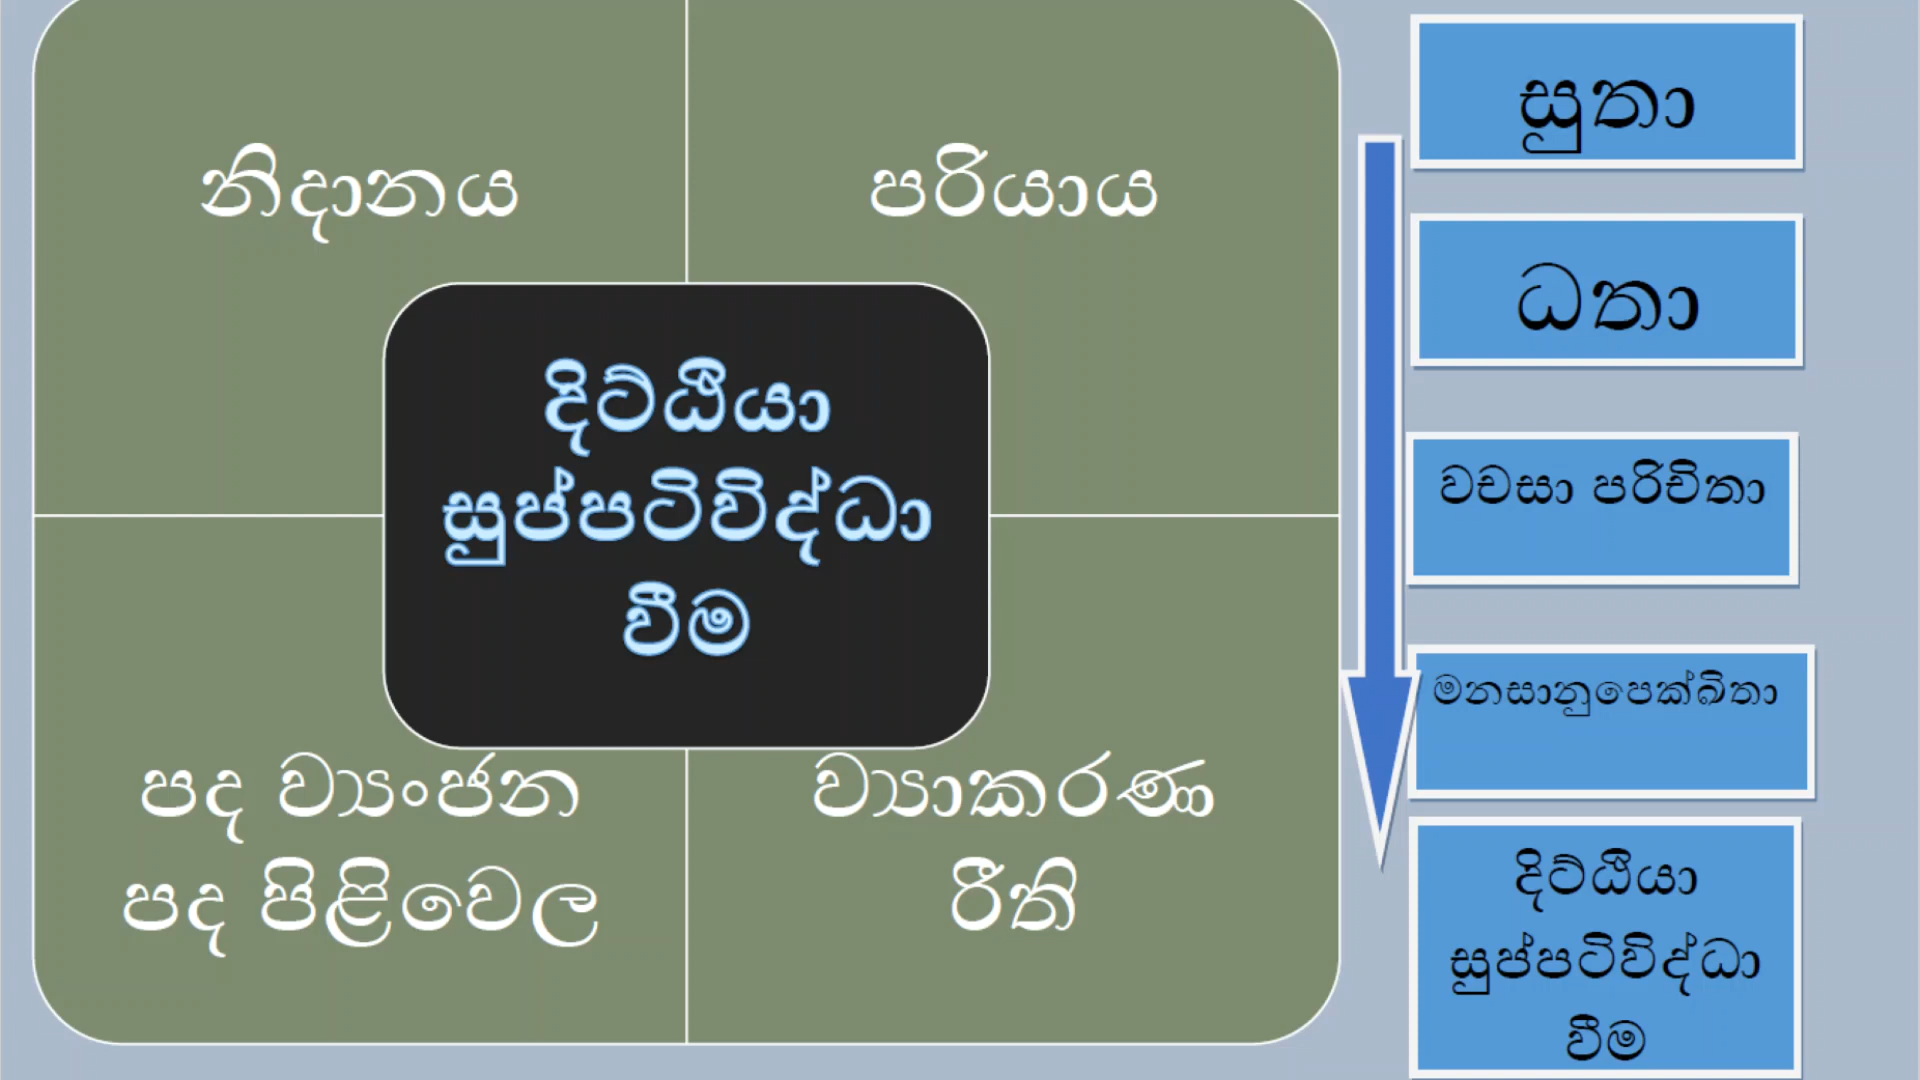 නිදානය
පරියාය
දිට්ඨියා
සුප්පටිවිද්ධා
වීම
පද ව්‍යංජන
පද පිළිවෙල
ව්‍යාකරණ
රීති
සුතා
ධතා
වචසා පරිචිතා
මනසානුපෙක්ඛිතා
දිට්ඨියා
සුප්පටිවිද්ධා
වීම